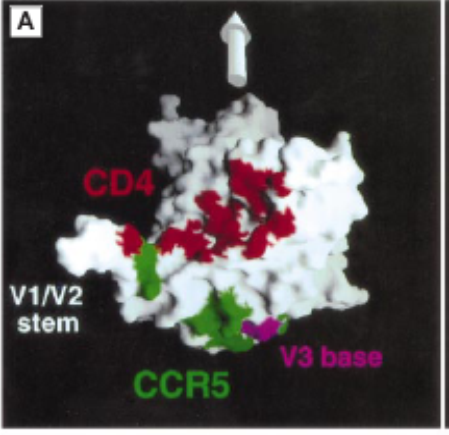 A
CD4
V1/V2
stem
V3 base
CCR5